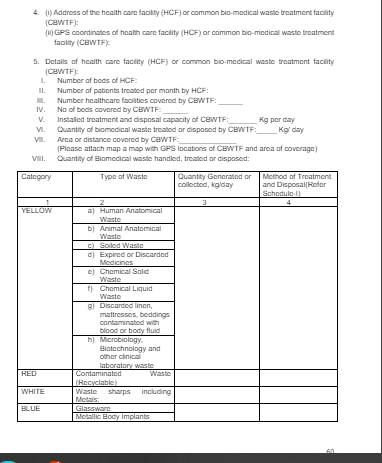 4. (i) Address of the health care facility (HCF) or common bio-medical waste treatment facility
(CBWTF):
(ii) GPS coordinates of health care facility (HCF) or common bio-medical waste treatment
facility (CBWTF):
5. Details of health care facility (HCF) or common bio-medical waste treatment facility
(CBWTF):
I. Number of beds of HCF:
II. Number of patients treated per month by HCF:
III. Number healthcare facilities covered by CBWTF: ______
IV. No of beds covered by CBWTF: ______
V. Installed treatment and disposal capacity of CBWTF:______ Kg per day
VI. Quantity of biomedical waste treated or disposed by CBWTF:_____ Kg/ day
VII. Area or distance covered by CBWTF:______
(Please attach map a map with GPS locations of CBWTF and area of coverage)
VIII. Quantity of Biomedical waste handled, treated or disposed:
Category Type of Waste Quantity Generated or Method of Treatment
collected, kg/day and Disposal(Refer
Schedule-I)
1 2 3 4
YELLOW a) Human Anatomical
Waste
b) Animal Anatomical
Waste
c) Soiled Waste
d) Expired or Discarded
Medicines
e) Chemical Solid
Waste
f) Chemical Liquid
Waste
g) Discarded linen,
mattresses, beddings
contaminated with
blood or body fluid
h) Microbiology,
Biotechnology and
other clinical
laboratory waste
RED Contaminated Waste
(Recyclable)
WHITE Waste sharps including
Metals:
BLUE Glassware
Metallic Body Implants
60